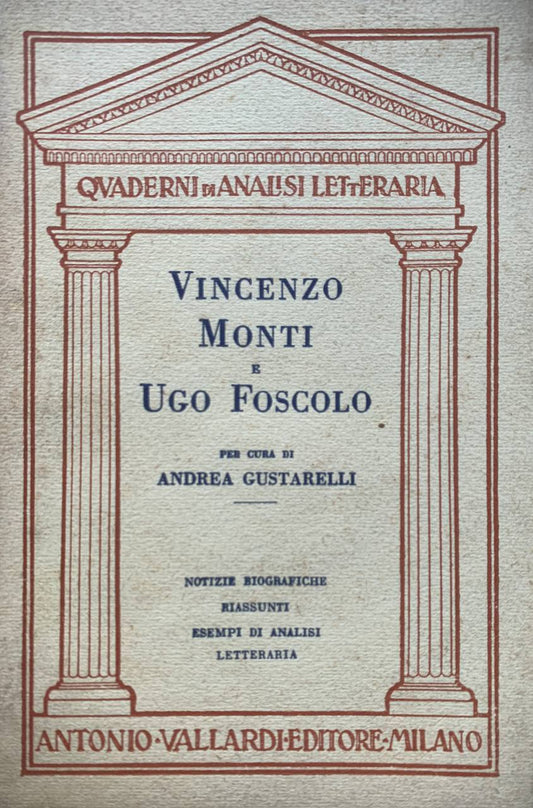 QVADERNI DI ANALISI LETTERARIA
VINCENZO
MONTI
E
UGO FOSCOLO
PER CURA DI
ANDREA GUSTARELLI
NOTIZIE BIOGRAFICHE
RIASSUNTI
ESEMPI DI ANALISI
LETTERARIA
ANTONIO·VALLARDI·EDITORE·MILANO